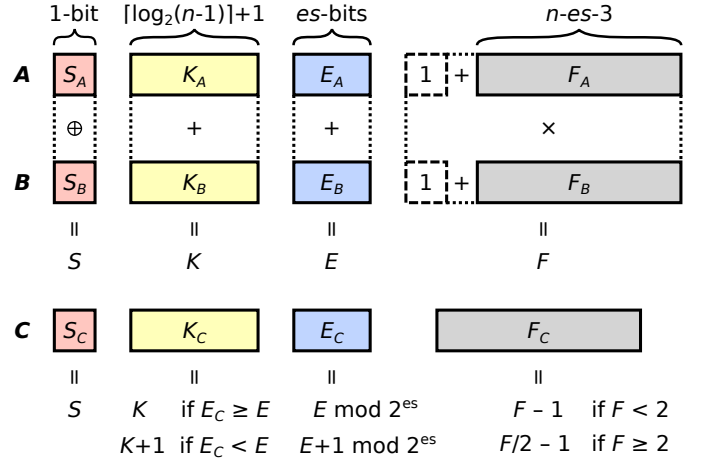 1-bit ⌈log₂(n-1)⌉+1 es-bits n-es-3
A S_A K_A E_A 1 + F_A
⊕ + + ×
B S_B K_B E_B 1 + F_B
= = = =
S K E F
C S_C K_C E_C F_C
= = = =
S K if E_C ≥ E E mod 2^es F – 1 if F < 2
K+1 if E_C < E E+1 mod 2^es F/2 – 1 if F ≥ 2